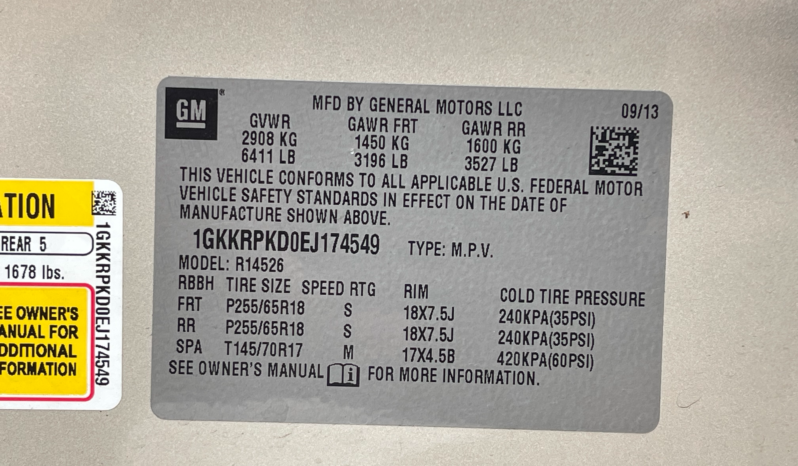 GM
MFD BY GENERAL MOTORS LLC 09/13
GVWR GAWR FRT GAWR RR
2908 KG 1450 KG 1600 KG
6411 LB 3196 LB 3527 LB
THIS VEHICLE CONFORMS TO ALL APPLICABLE U.S. FEDERAL MOTOR
VEHICLE SAFETY STANDARDS IN EFFECT ON THE DATE OF
MANUFACTURE SHOWN ABOVE.
1GKKRPKD0EJ174549 TYPE: M.P.V.
MODEL: R14526
RBBH TIRE SIZE SPEED RTG RIM COLD TIRE PRESSURE
FRT P255/65R18 S 18X7.5J 240KPA(35PSI)
RR P255/65R18 S 18X7.5J 240KPA(35PSI)
SPA T145/70R17 M 17X4.5B 420KPA(60PSI)
SEE OWNER'S MANUAL FOR MORE INFORMATION.
ATION
REAR 5
1678 lbs.
EE OWNER'S
ANUAL FOR
DDITIONAL
FORMATION
1GKKRPKD0EJ174549